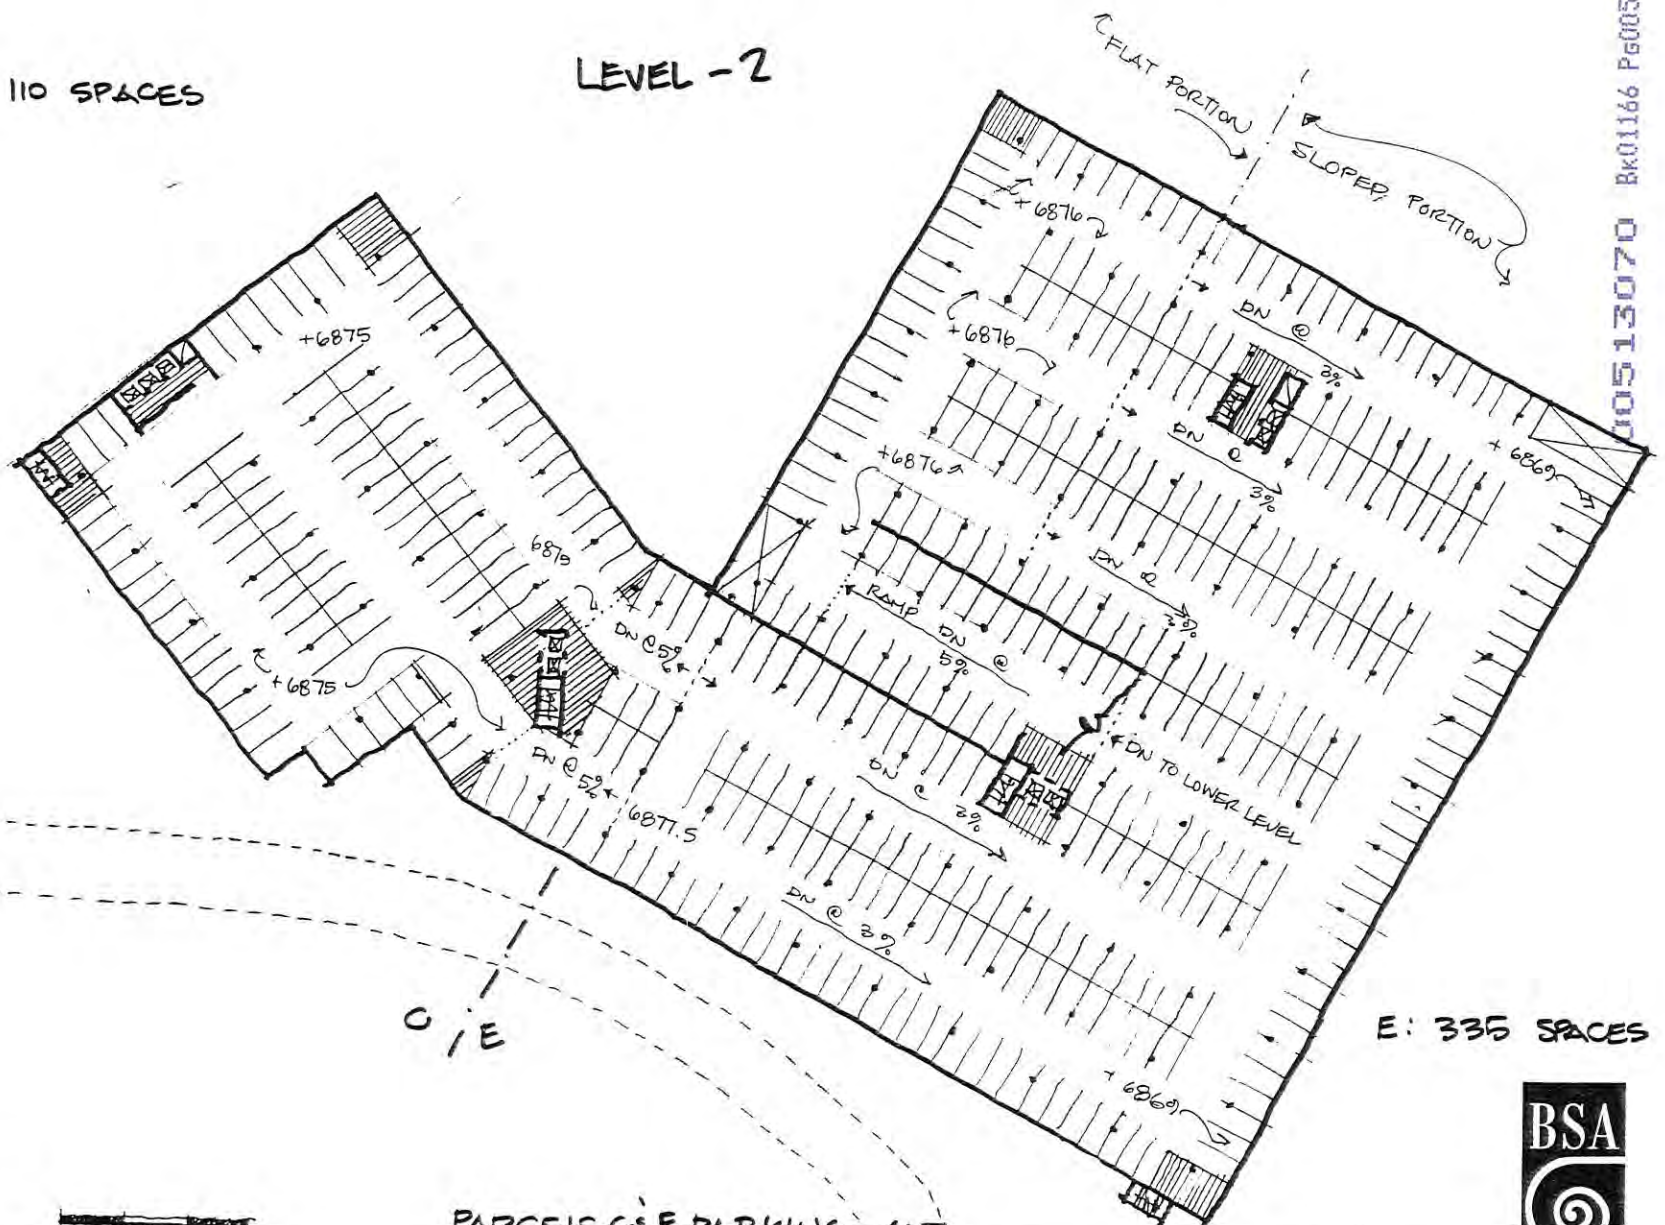 110 SPACES
LEVEL - 2
FLAT PORTION
SLOPED PORTION
00513070 BK01166 PG005
+6876
+6876
+6876
+6875
+6875
DN @
3%
DN @
3%
DN @
3%
+6869
RAMP DN @
5%
DN @ 5%
DN @ 5%
6877.5
DN @
3%
DN TO LOWER LEVEL
DN @ 3%
C / E
E: 335 SPACES
+6869
BSA